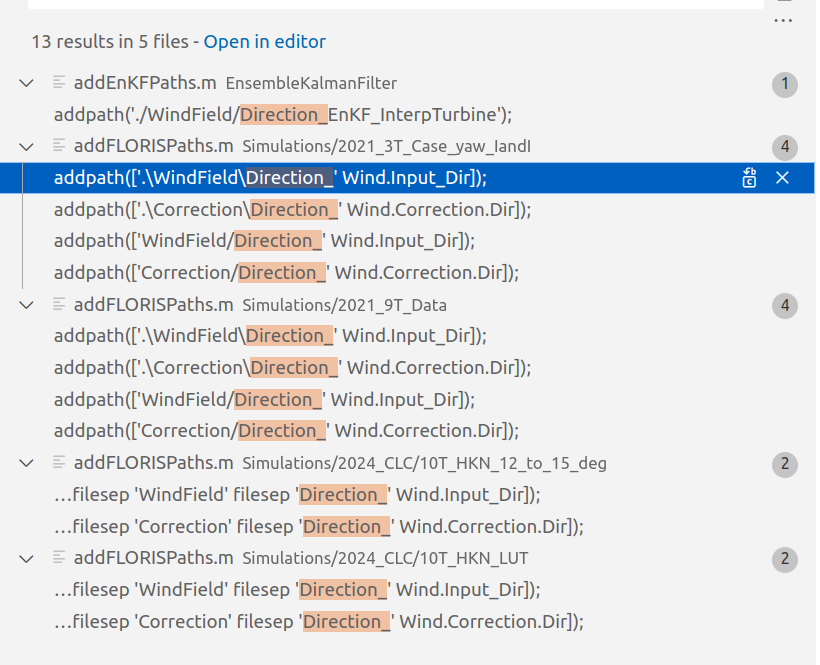 13 results in 5 files - Open in editor
addEnKFPaths.m EnsembleKalmanFilter 1
addpath('./WindField/Direction_EnKF_InterpTurbine');
addFLORISPaths.m Simulations/2021_3T_Case_yaw_IandI 4
addpath(['.\WindField\Direction_' Wind.Input_Dir]);
addpath(['.\Correction\Direction_' Wind.Correction.Dir]);
addpath(['WindField/Direction_' Wind.Input_Dir]);
addpath(['Correction/Direction_' Wind.Correction.Dir]);
addFLORISPaths.m Simulations/2021_9T_Data 4
addpath(['.\WindField\Direction_' Wind.Input_Dir]);
addpath(['.\Correction\Direction_' Wind.Correction.Dir]);
addpath(['WindField/Direction_' Wind.Input_Dir]);
addpath(['Correction/Direction_' Wind.Correction.Dir]);
addFLORISPaths.m Simulations/2024_CLC/10T_HKN_12_to_15_deg 2
…filesep 'WindField' filesep 'Direction_' Wind.Input_Dir]);
…filesep 'Correction' filesep 'Direction_' Wind.Correction.Dir]);
addFLORISPaths.m Simulations/2024_CLC/10T_HKN_LUT 2
…filesep 'WindField' filesep 'Direction_' Wind.Input_Dir]);
…filesep 'Correction' filesep 'Direction_' Wind.Correction.Dir]);